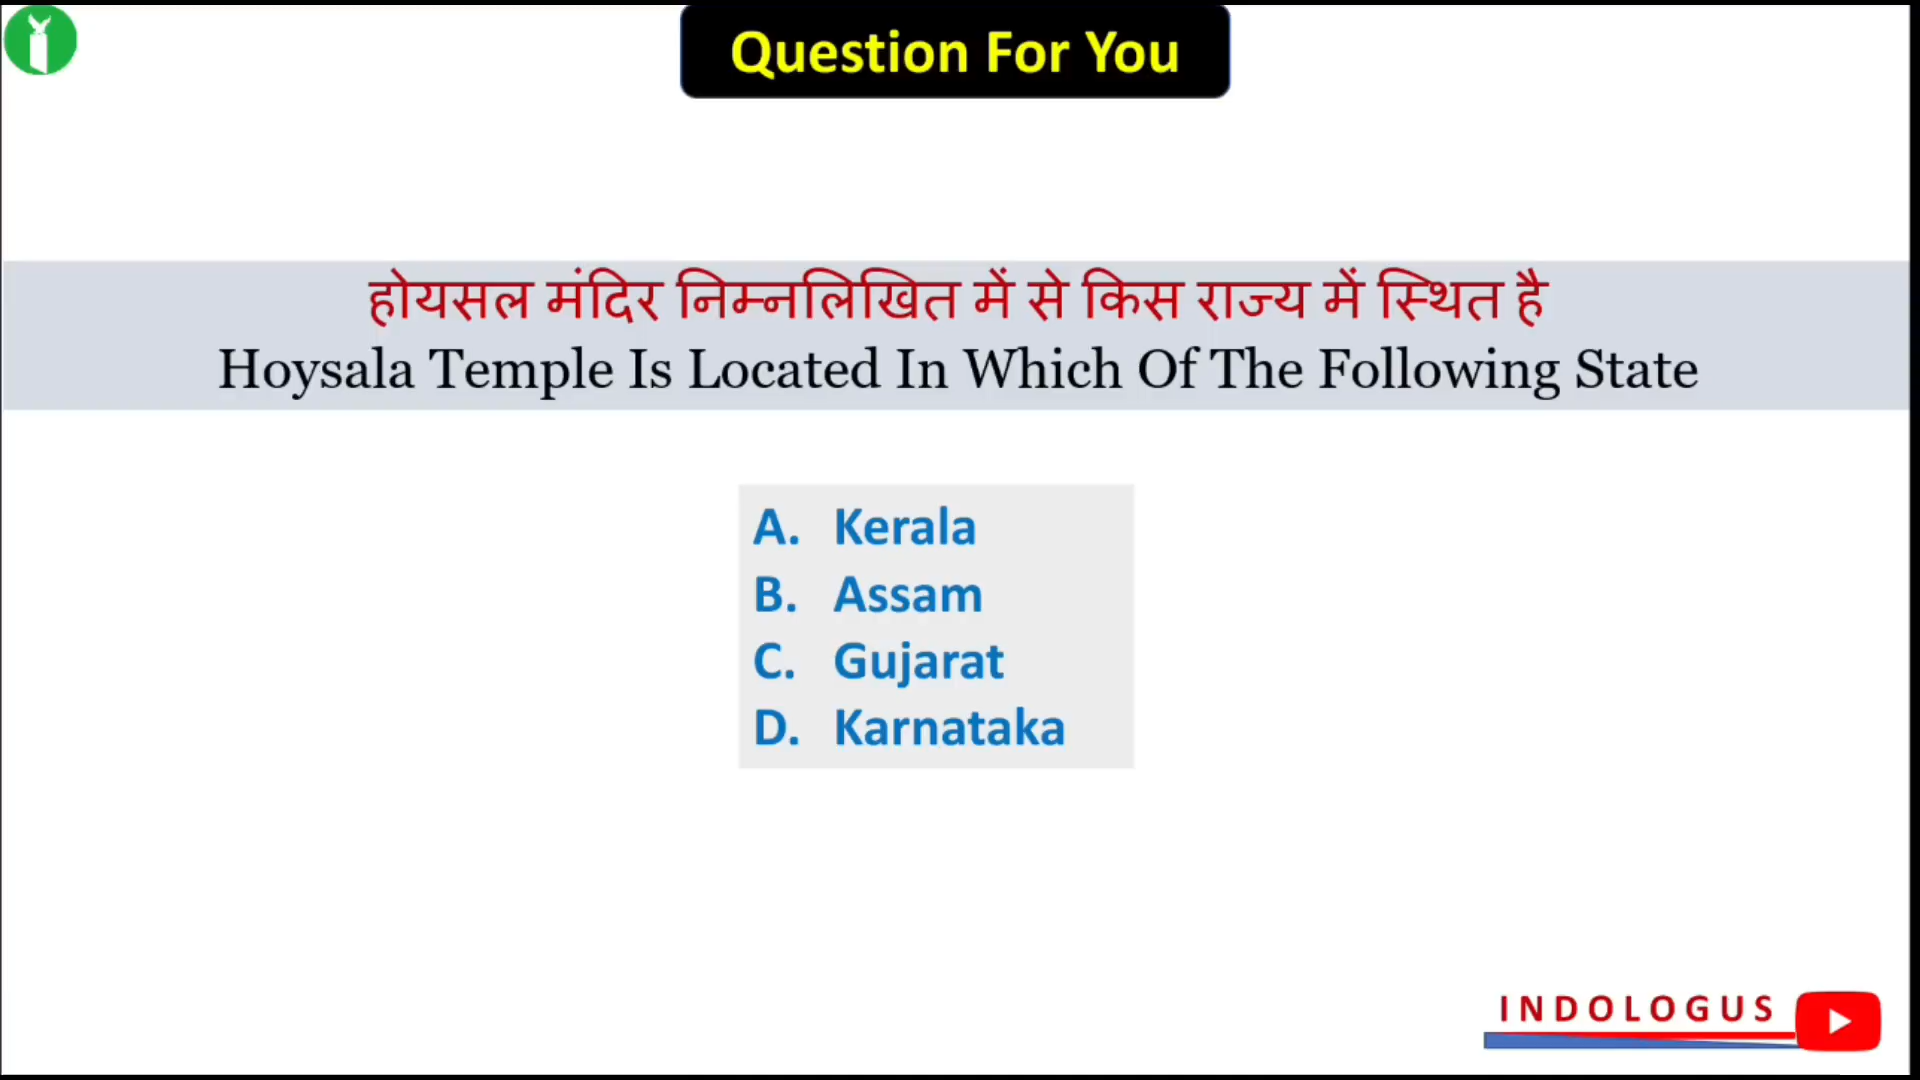 Question For You
होयसल मंदिर निम्नलिखित में से किस राज्य में स्थित है
Hoysala Temple Is Located In Which Of The Following State
A. Kerala
B. Assam
C. Gujarat
D. Karnataka
INDOLOGUS